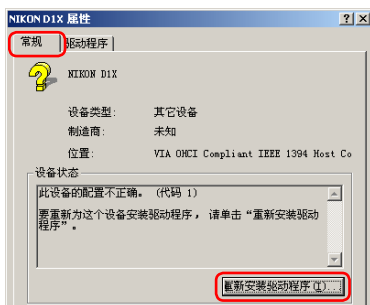 NIKON D1X 属性
常规
驱动程序
NIKON D1X
设备类型: 其它设备
制造商: 未知
位置: VIA OHCI Compliant IEEE 1394 Host Co
设备状态
此设备的配置不正确。 (代码 1)
要重新为这个设备安装驱动程序， 请单击“重新安装驱动
程序”。
重新安装驱动程序(I)...